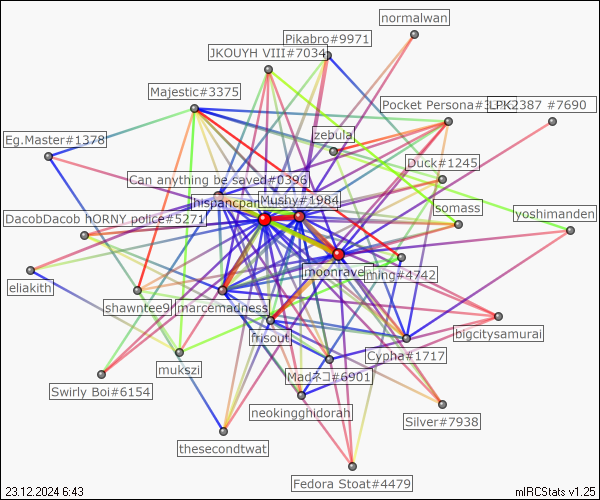 normalwan
Pikabro#9971
JKOUYH VIII#7034
Majestic#3375
Pocket Persona#3
LPK2387 #7690
zebula
Eg.Master#1378
Duck#1245
Can anything be saved#0396
hispancpan
Mushy#1984
somass
yoshimanden
DacobDacob hORNY police#5271
moonrave
ming#4742
eliakith
shawntee9
marcemadness
bigcitysamurai
frisout
Cypha#1717
mukszi
Madネコ#6901
Swirly Boi#6154
neokingghidorah
Silver#7938
thesecondtwat
Fedora Stoat#4479
23.12.2024 6:43
mIRCStats v1.25